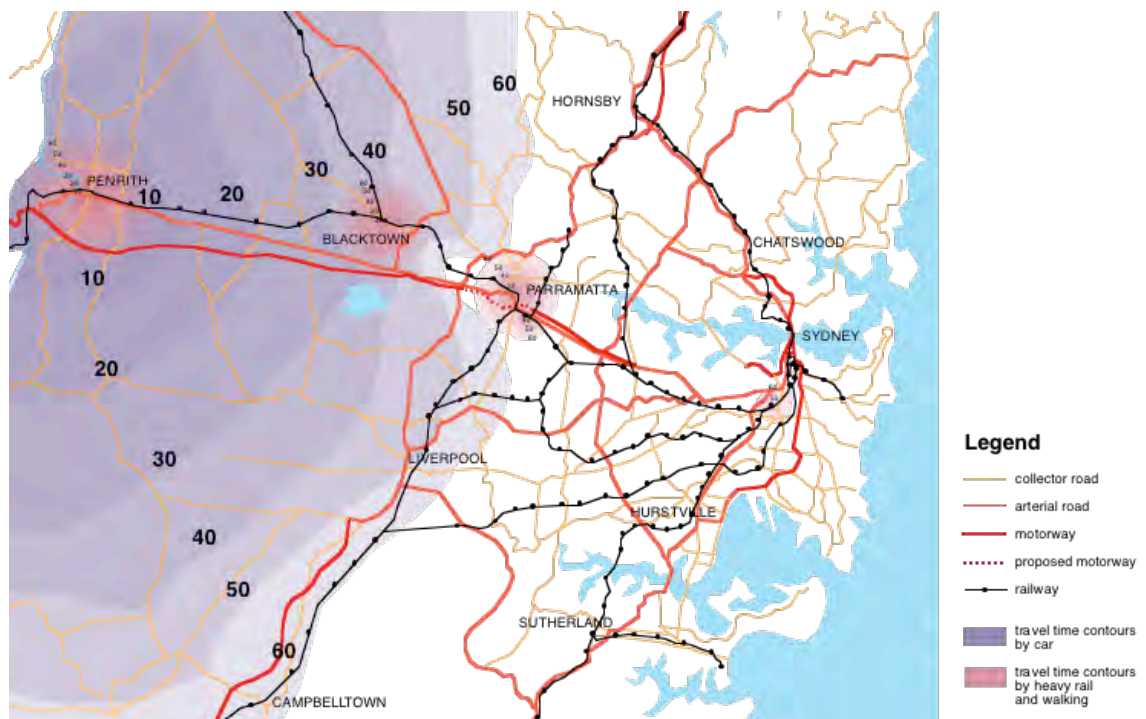 60
50
HORNSBY
40
30
PENRITH
10
20
BLACKTOWN
CHATSWOOD
10
PARRAMATTA
SYDNEY
20
30
LIVERPOOL
HURSTVILLE
40
50
SUTHERLAND
60
CAMPBELLTOWN
Legend
collector road
arterial road
motorway
proposed motorway
railway
travel time contours
by car
travel time contours
by heavy rail
and walking